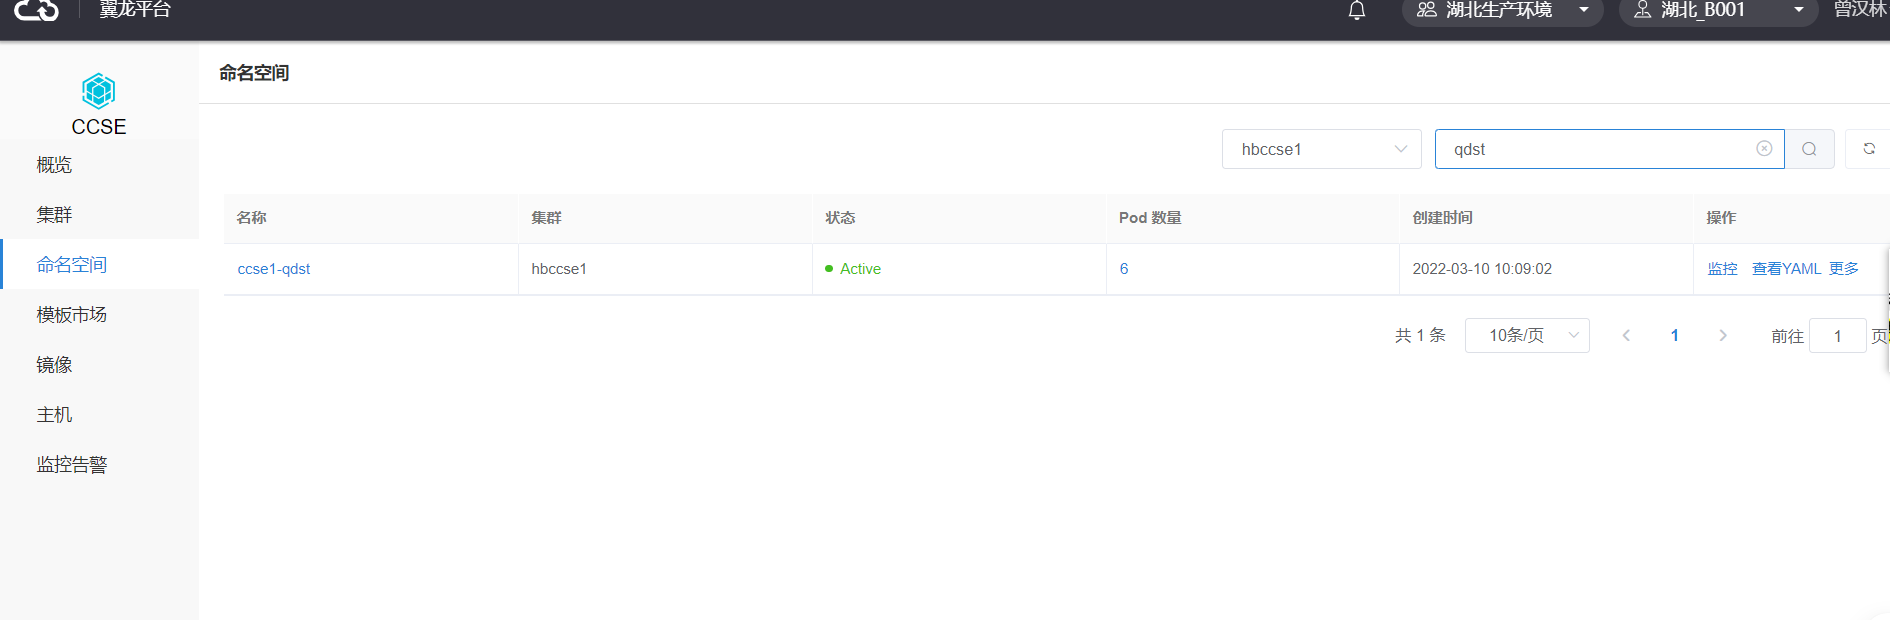 翼龙平台
湖北生产环境
湖北_B001
曾汉林
CCSE
概览
集群
命名空间
模板市场
镜像
主机
监控告警
命名空间
hbccse1
qdst
名称 集群 状态 Pod 数量 创建时间 操作
ccse1-qdst hbccse1 Active 6 2022-03-10 10:09:02 监控 查看YAML 更多
共 1 条 10条/页 1 前往 1 页